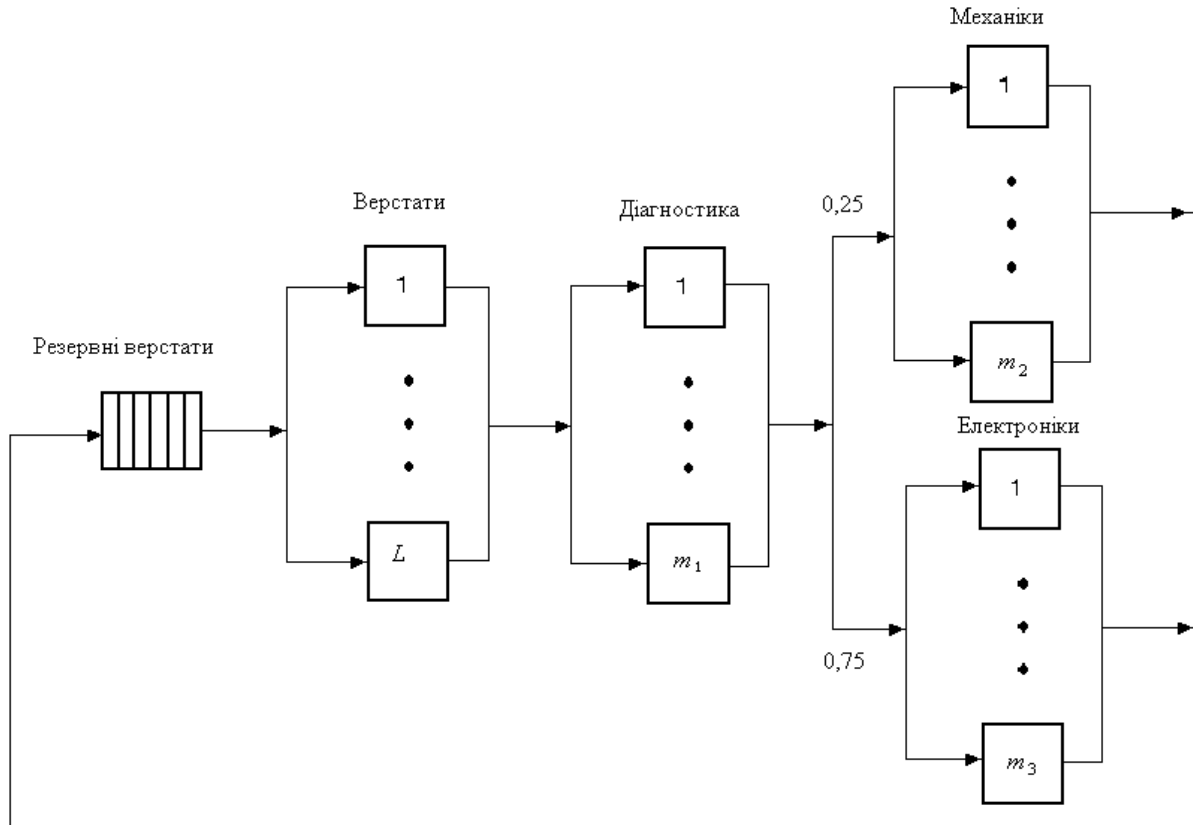 Механіки
1
Верстати
Діагностика
0,25
1
1
Резервні верстати
m₂
Електроніки
1
L
m₁
0,75
m₃